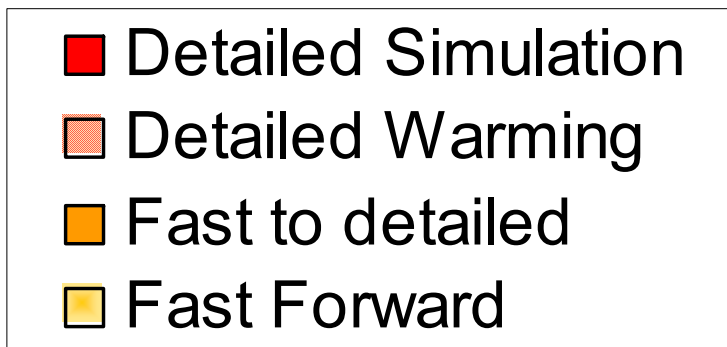 Detailed Simulation
Detailed Warming
Fast to detailed
Fast Forward